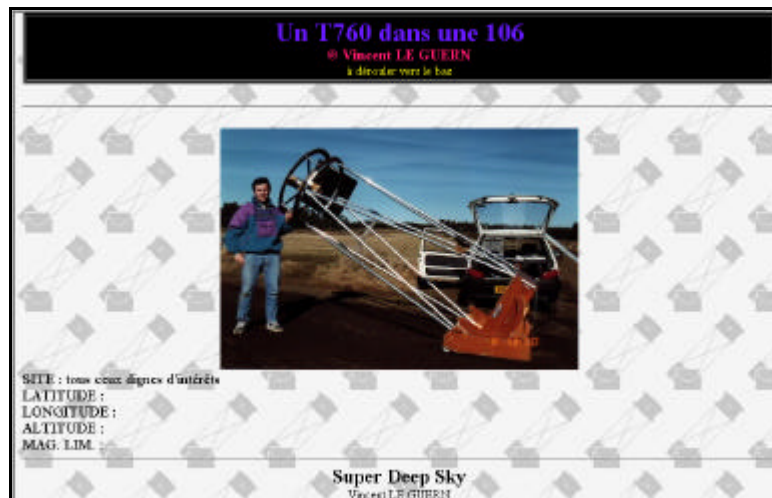 Un T760 dans une 106
© Vincent LE GUERN
à dérouler vers le bas
SITE : tous ceux dignes d'intérêts
LATITUDE :
LONGITUDE :
ALTITUDE :
MAG. LIM. :
Super Deep Sky
Vincent LE GUERN